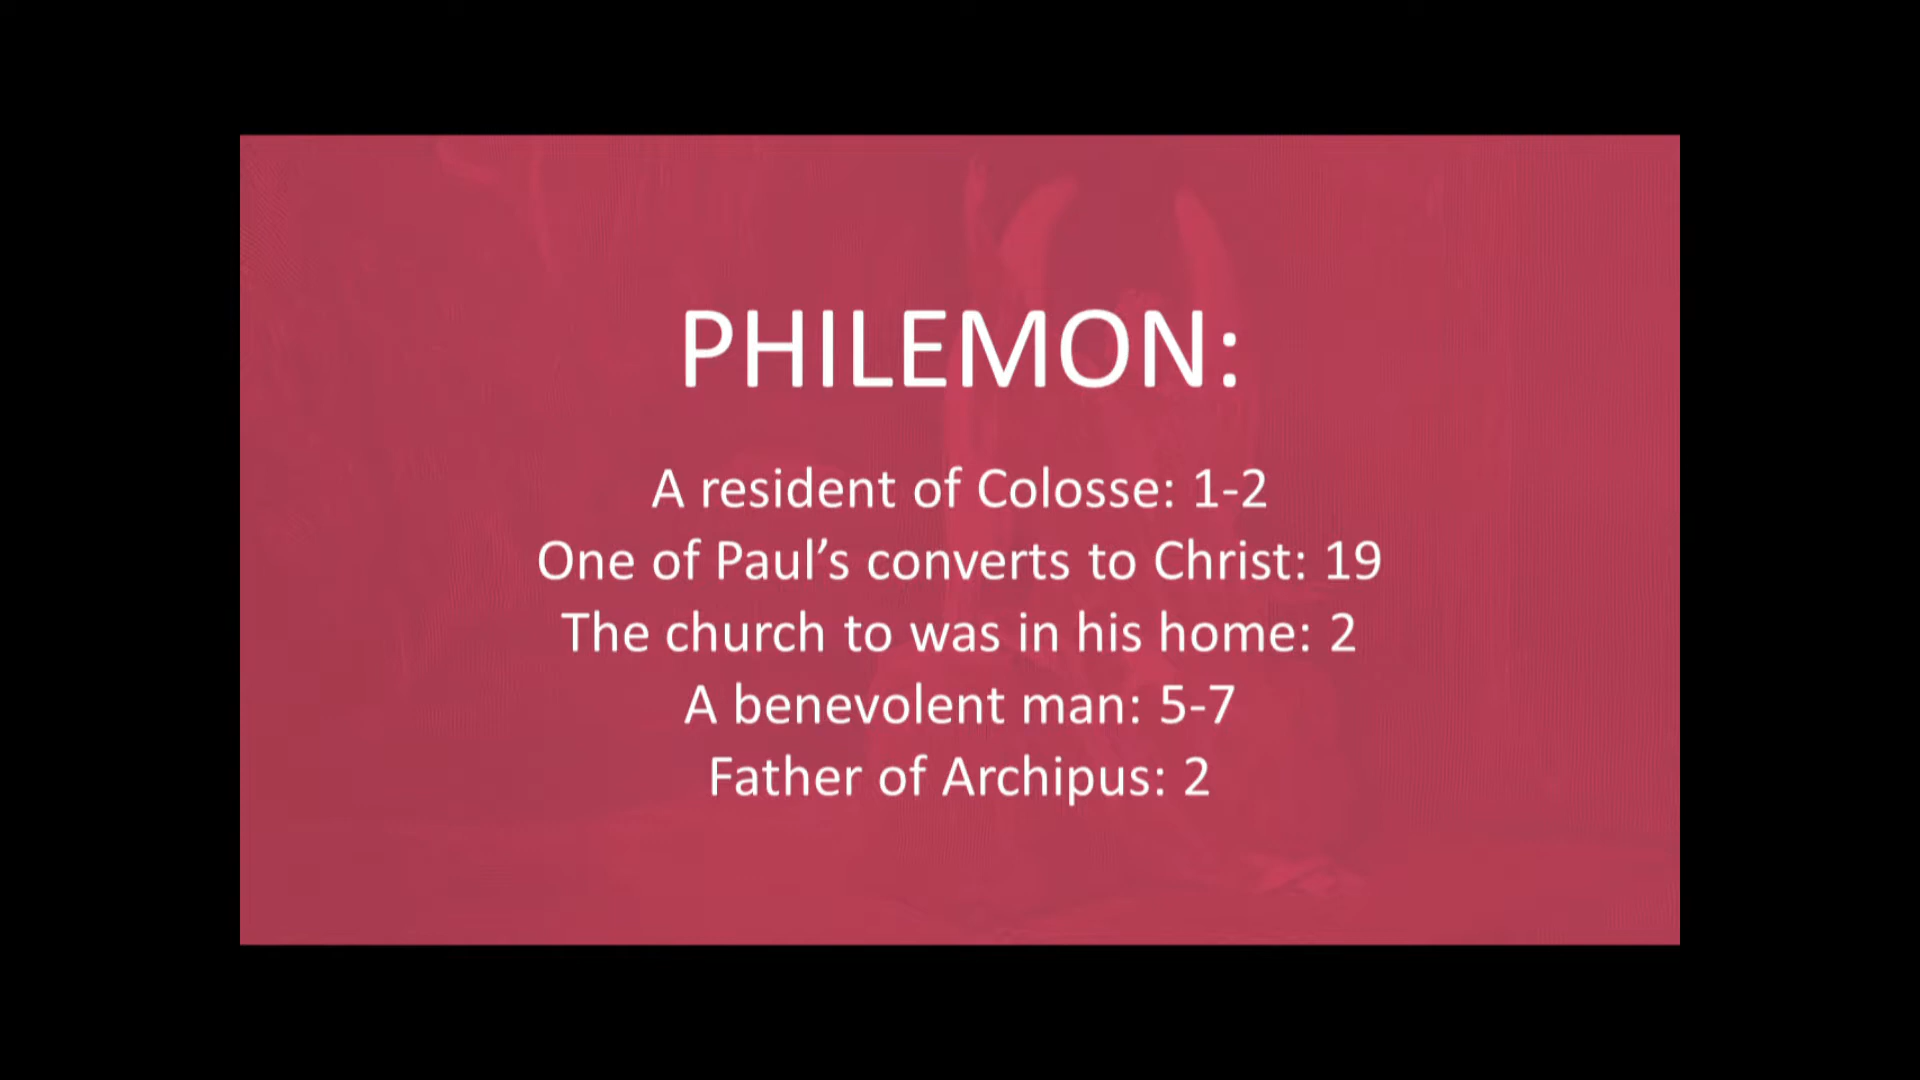 PHILEMON:
A resident of Colosse: 1-2
One of Paul’s converts to Christ: 19
The church to was in his home: 2
A benevolent man: 5-7
Father of Archipus: 2